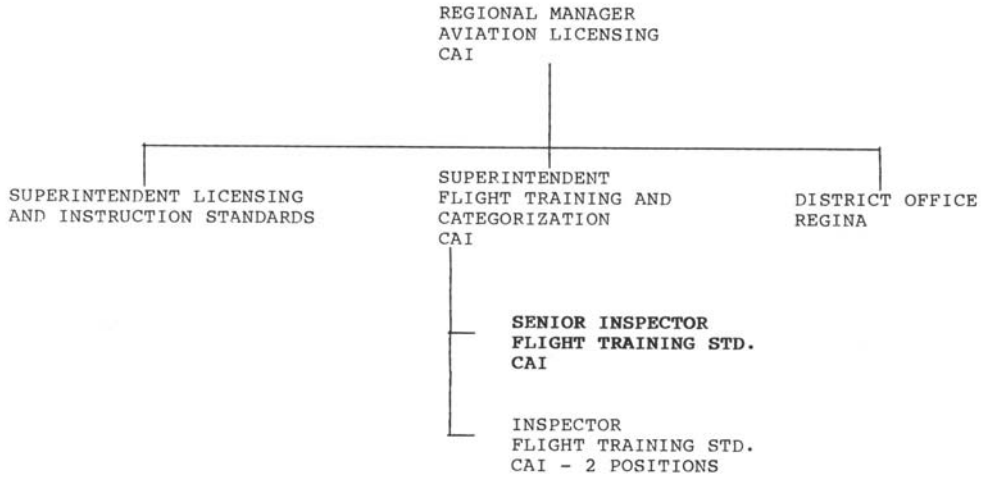 REGIONAL MANAGER
AVIATION LICENSING
CAI
SUPERINTENDENT LICENSING
AND INSTRUCTION STANDARDS
SUPERINTENDENT
FLIGHT TRAINING AND
CATEGORIZATION
CAI
DISTRICT OFFICE
REGINA
SENIOR INSPECTOR
FLIGHT TRAINING STD.
CAI
INSPECTOR
FLIGHT TRAINING STD.
CAI - 2 POSITIONS